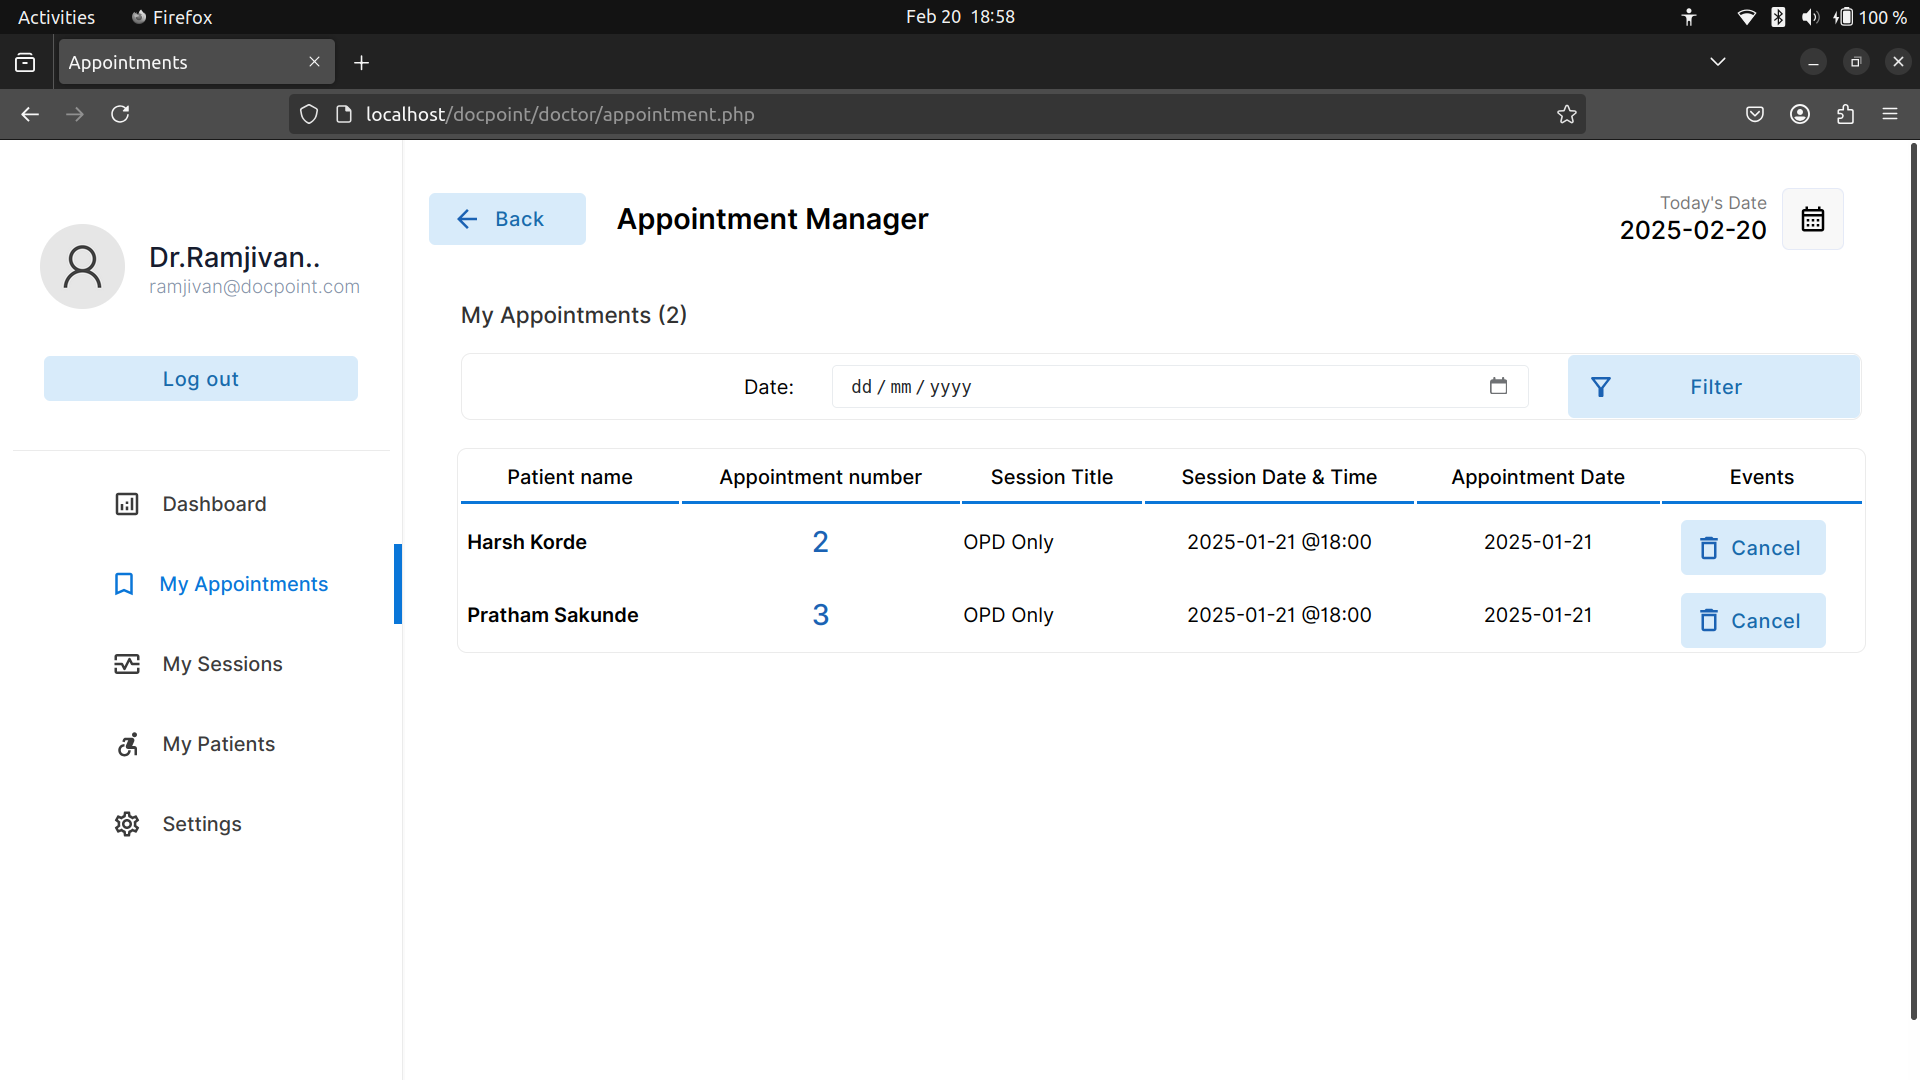 Activities Firefox Feb 20 18:58 100 %
Appointments
localhost/docpoint/doctor/appointment.php
Back Appointment Manager Today's Date
2025-02-20
Dr.Ramjivan..
ramjivan@docpoint.com
Log out
Dashboard
My Appointments
My Sessions
My Patients
Settings
My Appointments (2)
Date: dd / mm / yyyy Filter
Patient name Appointment number Session Title Session Date & Time Appointment Date Events
Harsh Korde 2 OPD Only 2025-01-21 @18:00 2025-01-21 Cancel
Pratham Sakunde 3 OPD Only 2025-01-21 @18:00 2025-01-21 Cancel